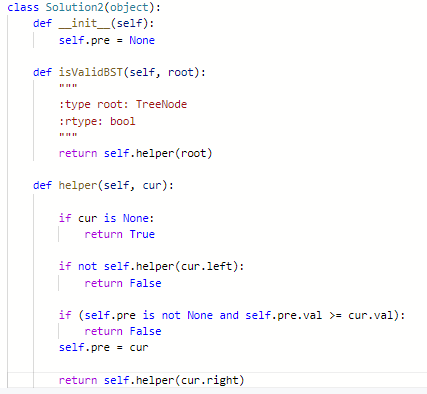 class Solution2(object):
    def __init__(self):
        self.pre = None
    def isValidBST(self, root):
        """
        :type root: TreeNode
        :rtype: bool
        """
        return self.helper(root)
    def helper(self, cur):
        if cur is None:
            return True
        if not self.helper(cur.left):
            return False
        if (self.pre is not None and self.pre.val >= cur.val):
            return False
        self.pre = cur
        return self.helper(cur.right)